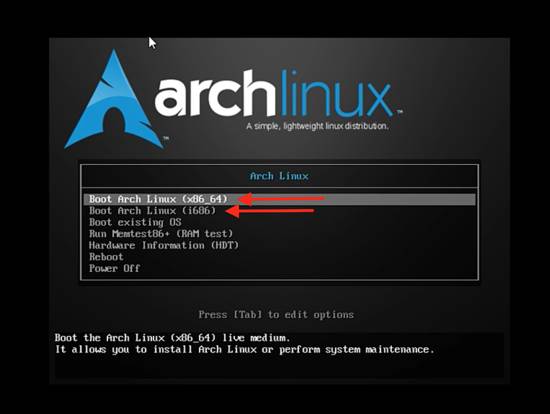 archlinux™
A simple, lightweight linux distribution.
™
Arch Linux
Boot Arch Linux (x86_64)
Boot Arch Linux (i686)
Boot existing OS
Run Memtest86+ (RAM test)
Hardware Information (HDT)
Reboot
Power Off
Press [Tab] to edit options
Boot the Arch Linux (x86_64) live medium.
It allows you to install Arch Linux or perform system maintenance.